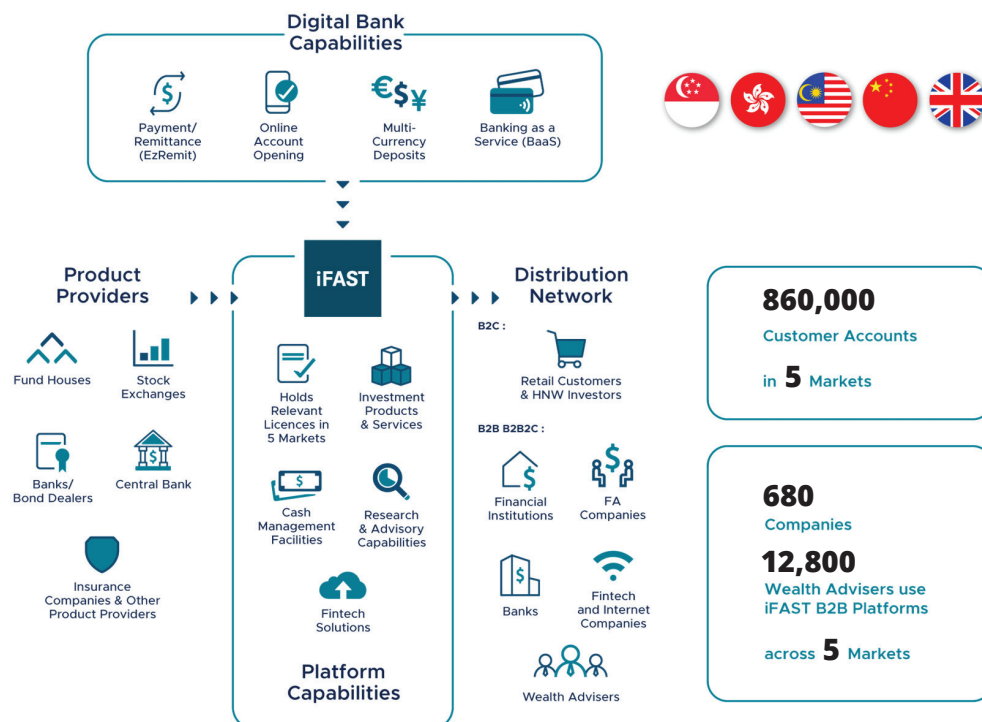 Digital Bank
Capabilities
Payment/
Remittance
(EzRemit)
Online
Account
Opening
Multi-
Currency
Deposits
Banking as a
Service (BaaS)
Product
Providers
Fund Houses
Stock
Exchanges
Banks/
Bond Dealers
Central Bank
Insurance
Companies & Other
Product Providers
iFAST
Holds
Relevant
Licences in
5 Markets
Investment
Products
& Services
Cash
Management
Facilities
Research
& Advisory
Capabilities
Fintech
Solutions
Platform
Capabilities
Distribution
Network
B2C :
Retail Customers
& HNW Investors
B2B B2B2C :
Financial
Institutions
FA
Companies
Banks
Fintech
and Internet
Companies
Wealth Advisers
860,000
Customer Accounts
in 5 Markets
680
Companies
12,800
Wealth Advisers use
iFAST B2B Platforms
across 5 Markets